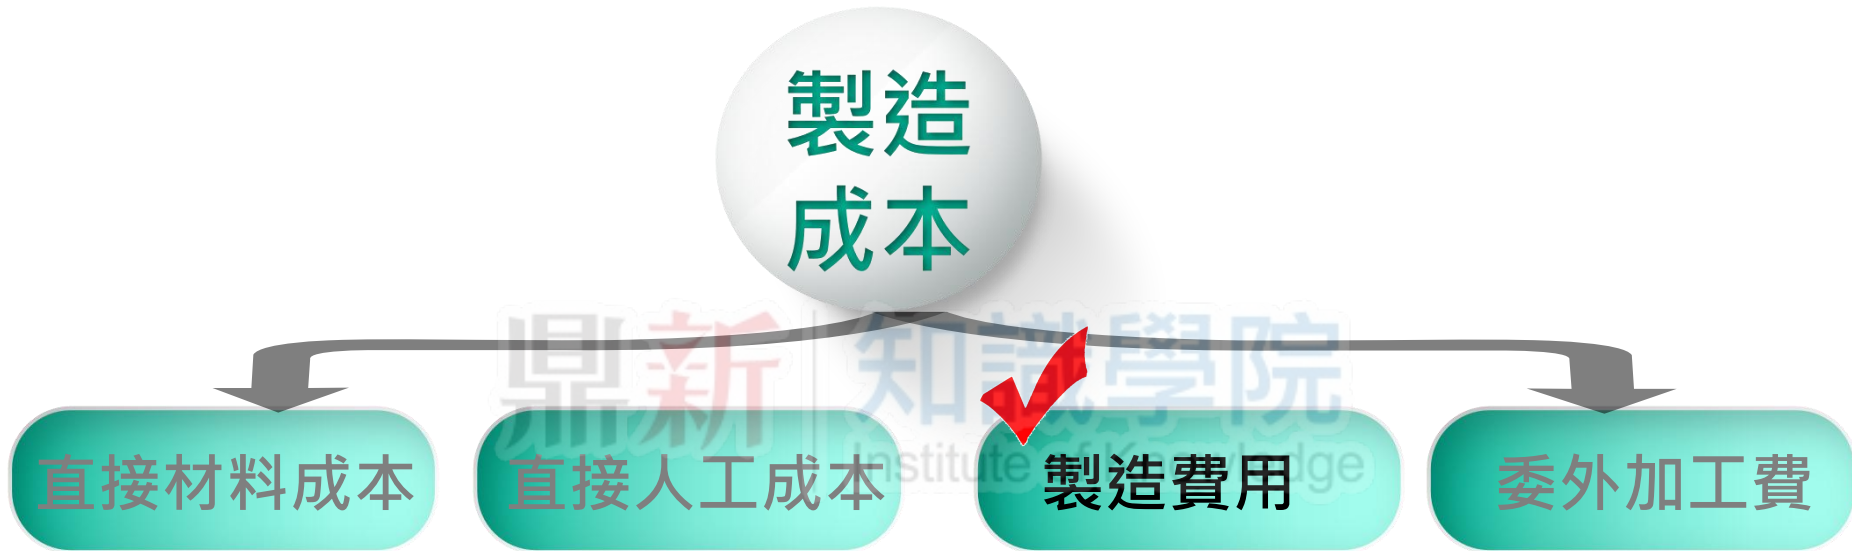 製造
成本
鼎新 知識學院
Institute of Knowledge
直接材料成本
直接人工成本
製造費用
委外加工費